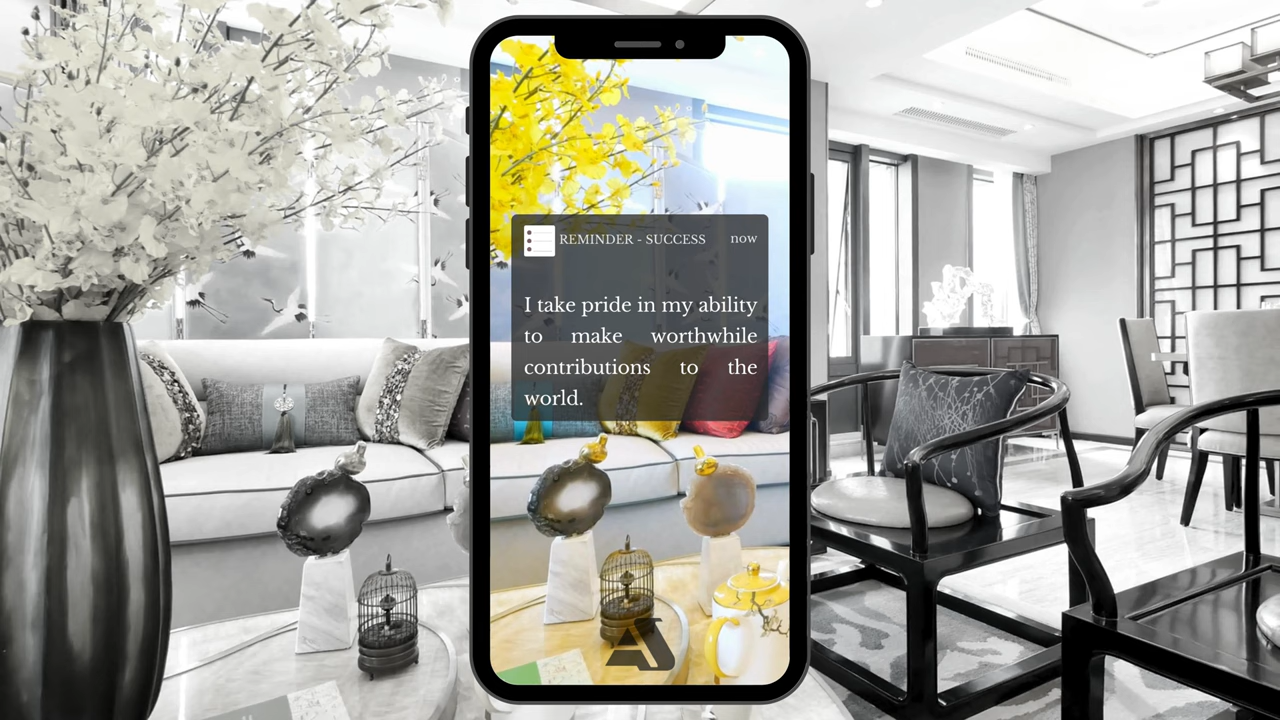 REMINDER - SUCCESS now
I take pride in my ability
to make worthwhile
contributions to the
world.